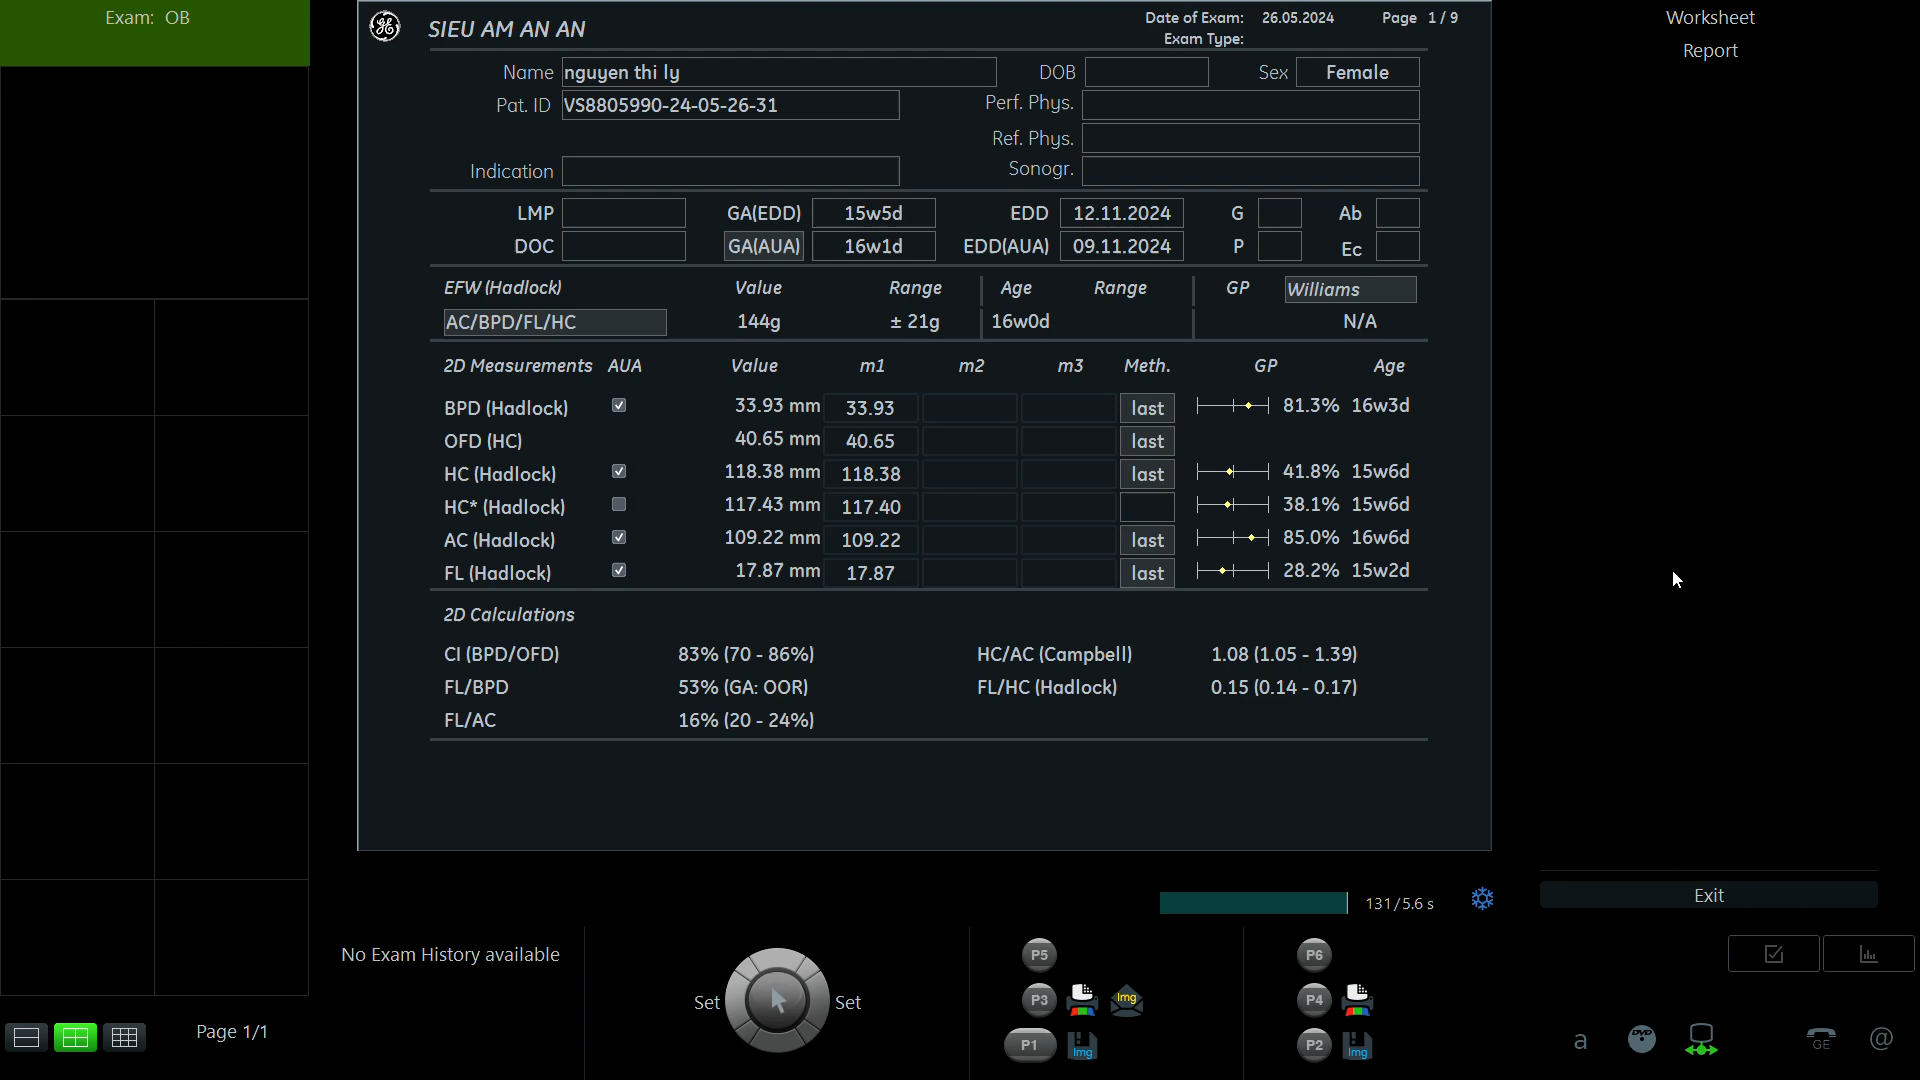 Exam: OB
SIEU AM AN AN
Date of Exam: 26.05.2024 Page 1 / 9
Exam Type:
Name nguyen thi ly DOB Sex Female
Pat. ID VS8805990-24-05-26-31 Perf. Phys.
Ref. Phys.
Indication Sonogr.
LMP GA(EDD) 15w5d EDD 12.11.2024 G Ab
DOC GA(AUA) 16w1d EDD(AUA) 09.11.2024 P Ec
EFW (Hadlock) Value Range Age Range GP Williams
AC/BPD/FL/HC 144g ± 21g 16w0d N/A
2D Measurements AUA Value m1 m2 m3 Meth. GP Age
BPD (Hadlock) 33.93 mm 33.93 last 81.3% 16w3d
OFD (HC) 40.65 mm 40.65 last
HC (Hadlock) 118.38 mm 118.38 last 41.8% 15w6d
HC* (Hadlock) 117.43 mm 117.40 38.1% 15w6d
AC (Hadlock) 109.22 mm 109.22 last 85.0% 16w6d
FL (Hadlock) 17.87 mm 17.87 last 28.2% 15w2d
2D Calculations
CI (BPD/OFD) 83% (70 - 86%) HC/AC (Campbell) 1.08 (1.05 - 1.39)
FL/BPD 53% (GA: OOR) FL/HC (Hadlock) 0.15 (0.14 - 0.17)
FL/AC 16% (20 - 24%)
Worksheet
Report
131/5.6 s
Exit
No Exam History available
Set Set
P5 P6
P3 Img P4
P1 Img P2 Img
Page 1/1
a DVD GE @